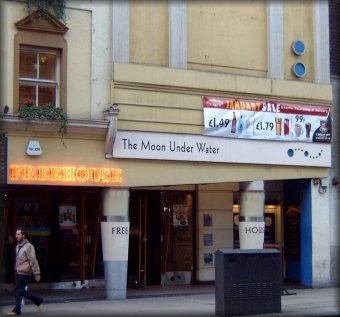 JANUARY SALE
£1.49
£1.79
99p
The Moon Under Water
FREEHOUSE
FREE
HOUSE